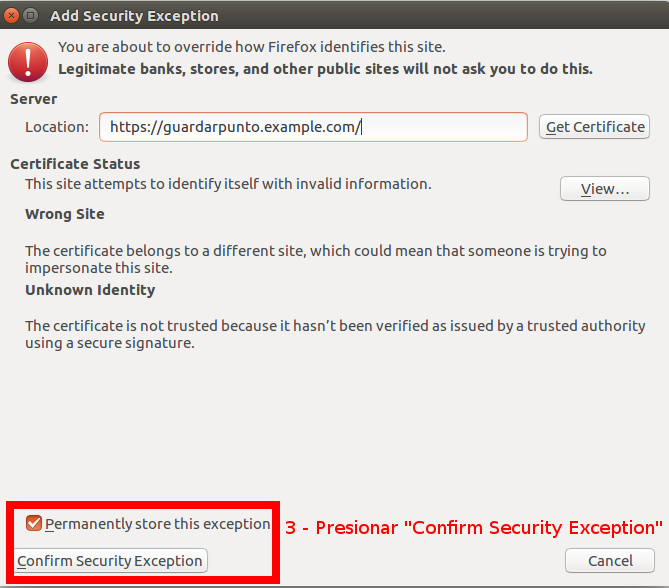 Add Security Exception
You are about to override how Firefox identifies this site.
Legitimate banks, stores, and other public sites will not ask you to do this.
Server
Location: https://guardarpunto.example.com/ Get Certificate
Certificate Status
This site attempts to identify itself with invalid information.
View...
Wrong Site
The certificate belongs to a different site, which could mean that someone is trying to
impersonate this site.
Unknown Identity
The certificate is not trusted because it hasn't been verified as issued by a trusted authority
using a secure signature.
Permanently store this exception
3 - Presionar "Confirm Security Exception"
Confirm Security Exception
Cancel